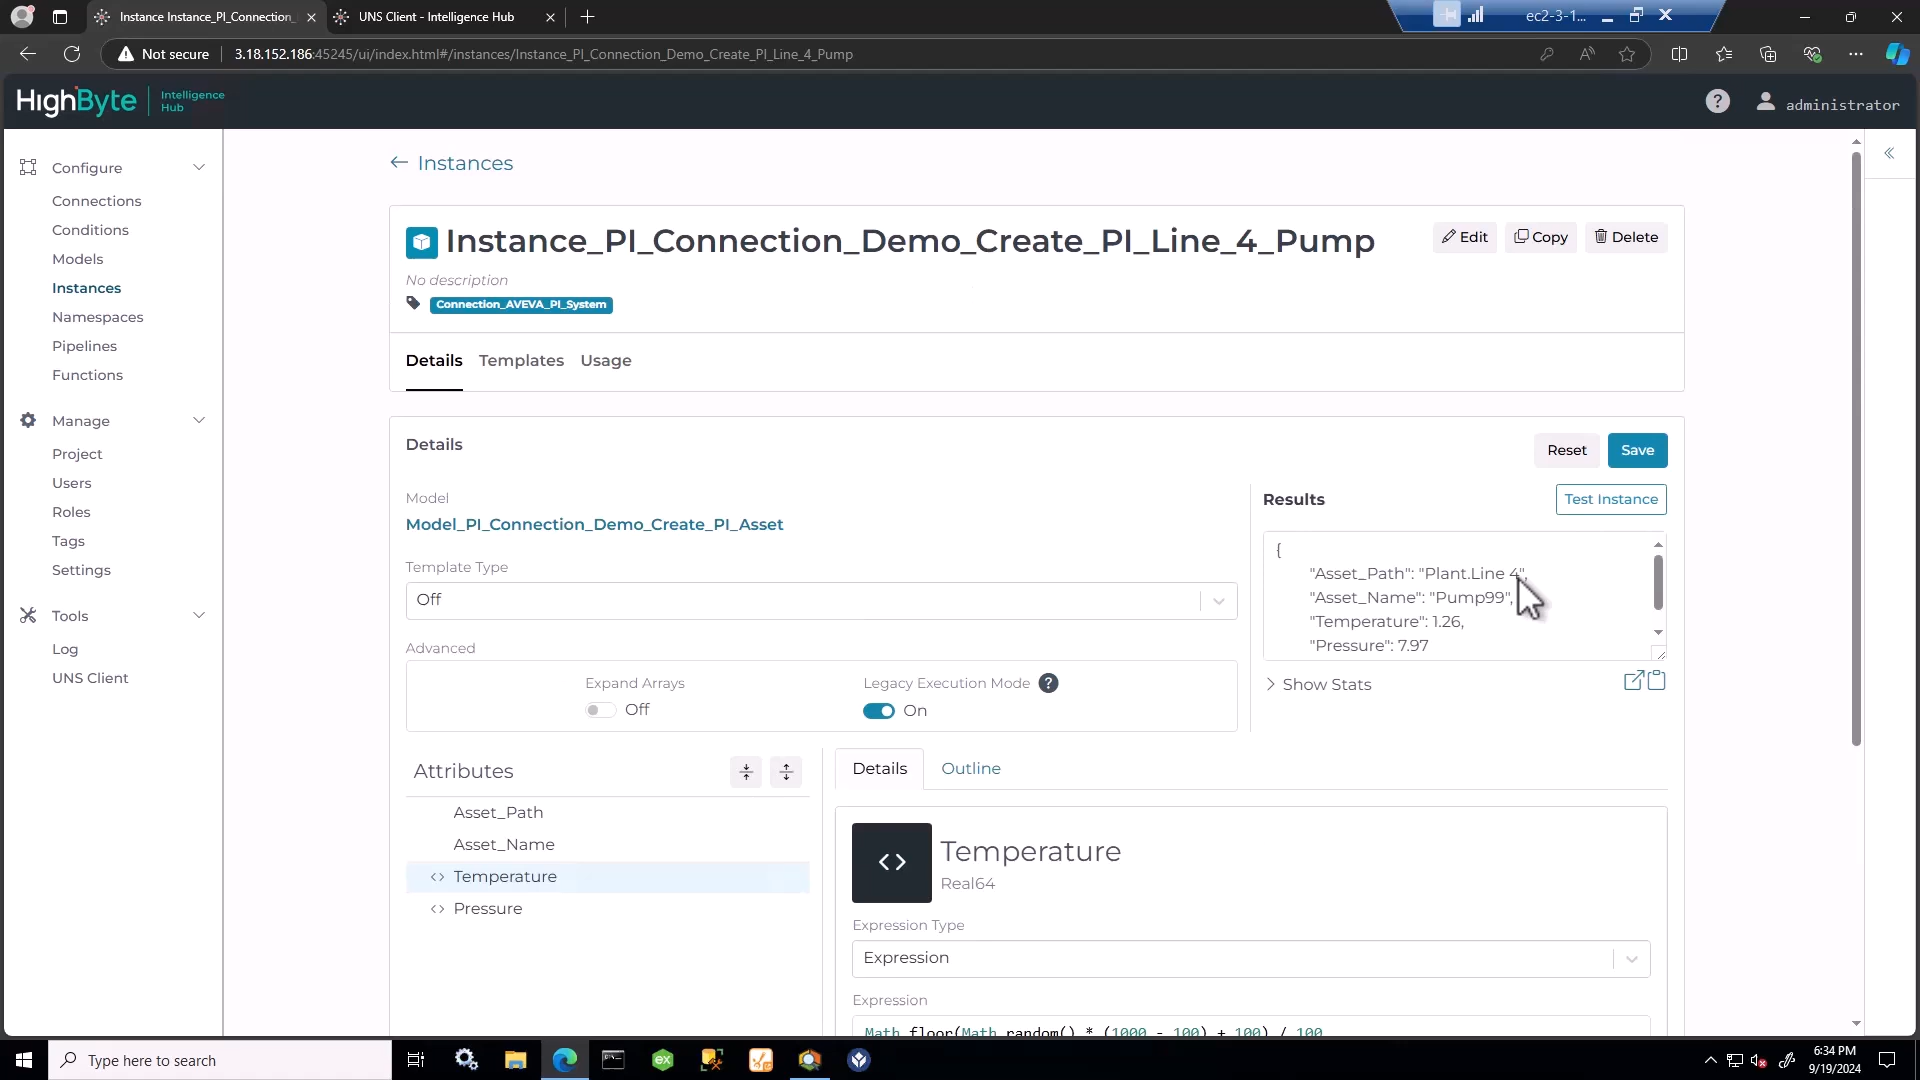 Instance Instance_PI_Connection_
UNS Client - Intelligence Hub
ec2-3-1...
Not secure
3.18.152.186:45245/ui/index.html#/instances/Instance_PI_Connection_Demo_Create_PI_Line_4_Pump
HighByte
Intelligence
Hub
administrator
Configure
Connections
Conditions
Models
Instances
Namespaces
Pipelines
Functions
Manage
Project
Users
Roles
Tags
Settings
Tools
Log
UNS Client
← Instances
Instance_PI_Connection_Demo_Create_PI_Line_4_Pump
Edit
Copy
Delete
No description
Connection_AVEVA_PI_System
Details
Templates
Usage
Details
Reset
Save
Model
Model_PI_Connection_Demo_Create_PI_Asset
Template Type
Off
Advanced
Expand Arrays
Off
Legacy Execution Mode ?
On
Results
Test Instance
{
"Asset_Path": "Plant.Line 4",
"Asset_Name": "Pump99",
"Temperature": 1.26,
"Pressure": 7.97
Show Stats
Attributes
Asset_Path
Asset_Name
<> Temperature
<> Pressure
Details
Outline
<>
Temperature
Real64
Expression Type
Expression
Expression
Math.floor(Math.random() * (1000 - 100) + 100) / 100
Type here to search
ex
6:34 PM
9/19/2024